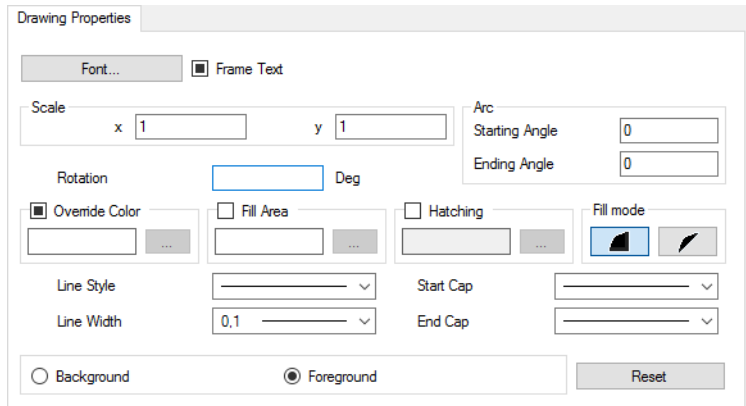 Drawing Properties
Font... Frame Text
Scale Arc
x 1 y 1 Starting Angle 0
Ending Angle 0
Rotation Deg
Override Color Fill Area Hatching Fill mode
... ... ...
Line Style Start Cap
Line Width 0,1 End Cap
Background Foreground Reset